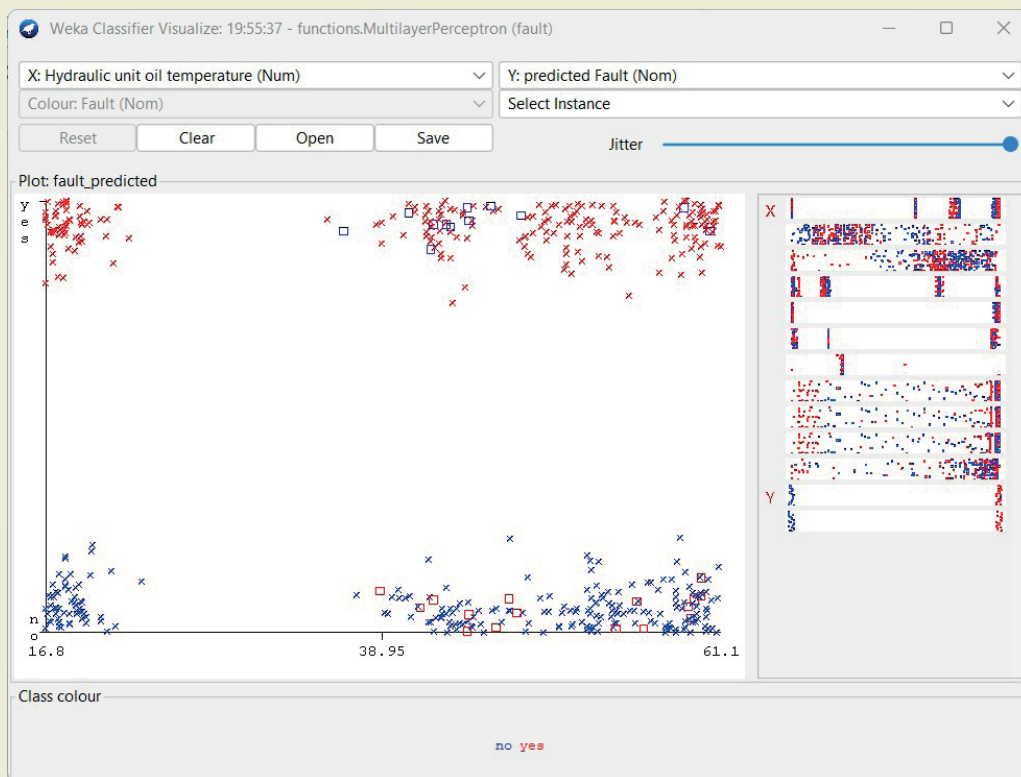 Weka Classifier Visualize: 19:55:37 - functions.MultilayerPerceptron (fault)
X: Hydraulic unit oil temperature (Num)
Y: predicted Fault (Nom)
Colour: Fault (Nom)
Select Instance
Reset
Clear
Open
Save
Jitter
Plot: fault_predicted
yes
no
16.8
38.95
61.1
X
X
Y
Class colour
no yes